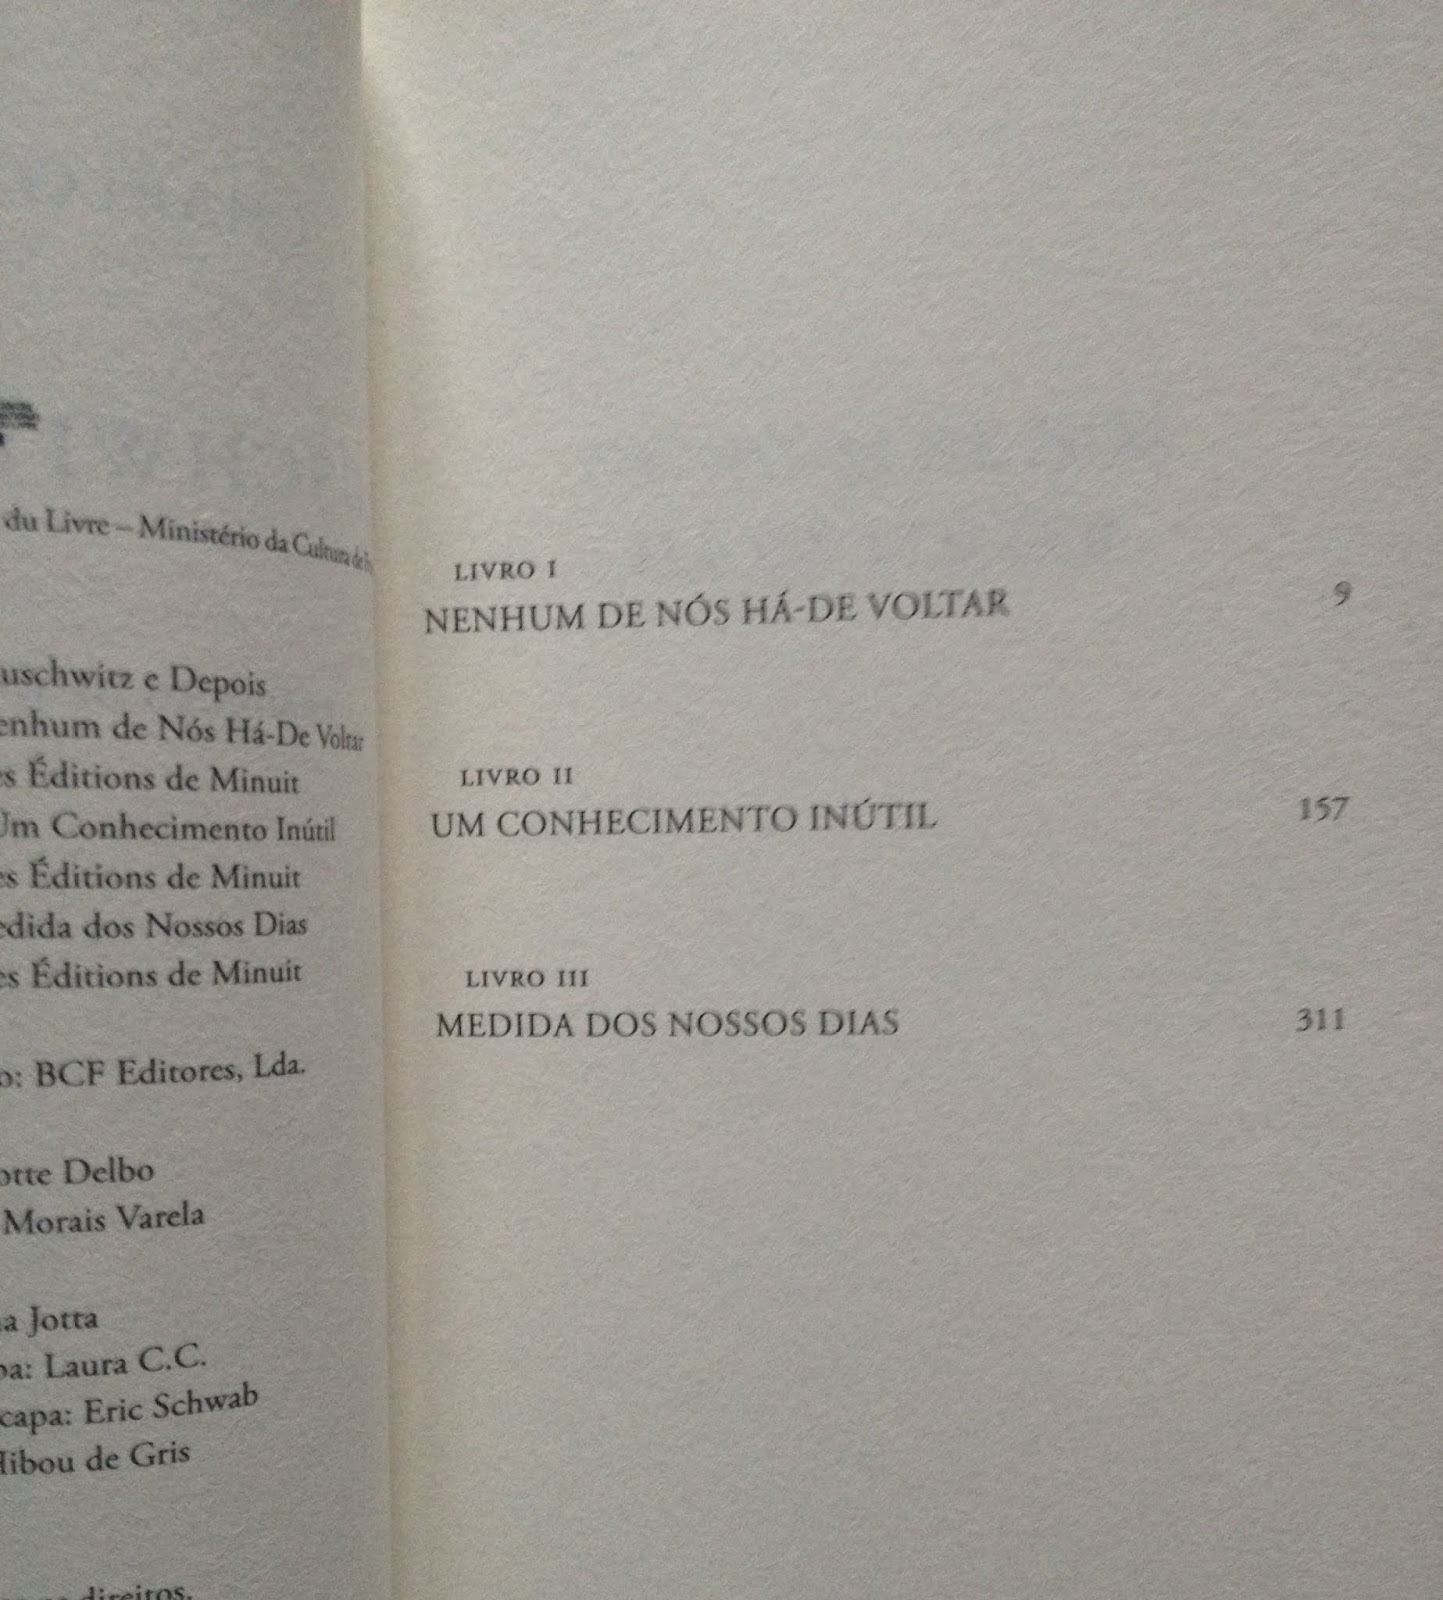 du Livre – Ministério da Cultura de
uschwitz e Depois
enhum de Nós Há-De Voltar
s Éditions de Minuit
Um Conhecimento Inútil
es Éditions de Minuit
edida dos Nossos Dias
es Éditions de Minuit
o: BCF Editores, Lda.
otte Delbo
Morais Varela
a Jotta
pa: Laura C.C.
capa: Eric Schwab
Hibou de Gris
direitos.
LIVRO I
NENHUM DE NÓS HÁ-DE VOLTAR 9
LIVRO II
UM CONHECIMENTO INÚTIL 157
LIVRO III
MEDIDA DOS NOSSOS DIAS 311